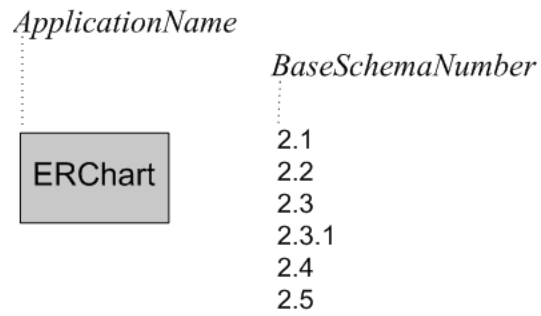 ApplicationName
BaseSchemaNumber
ERChart
2.1
2.2
2.3
2.3.1
2.4
2.5